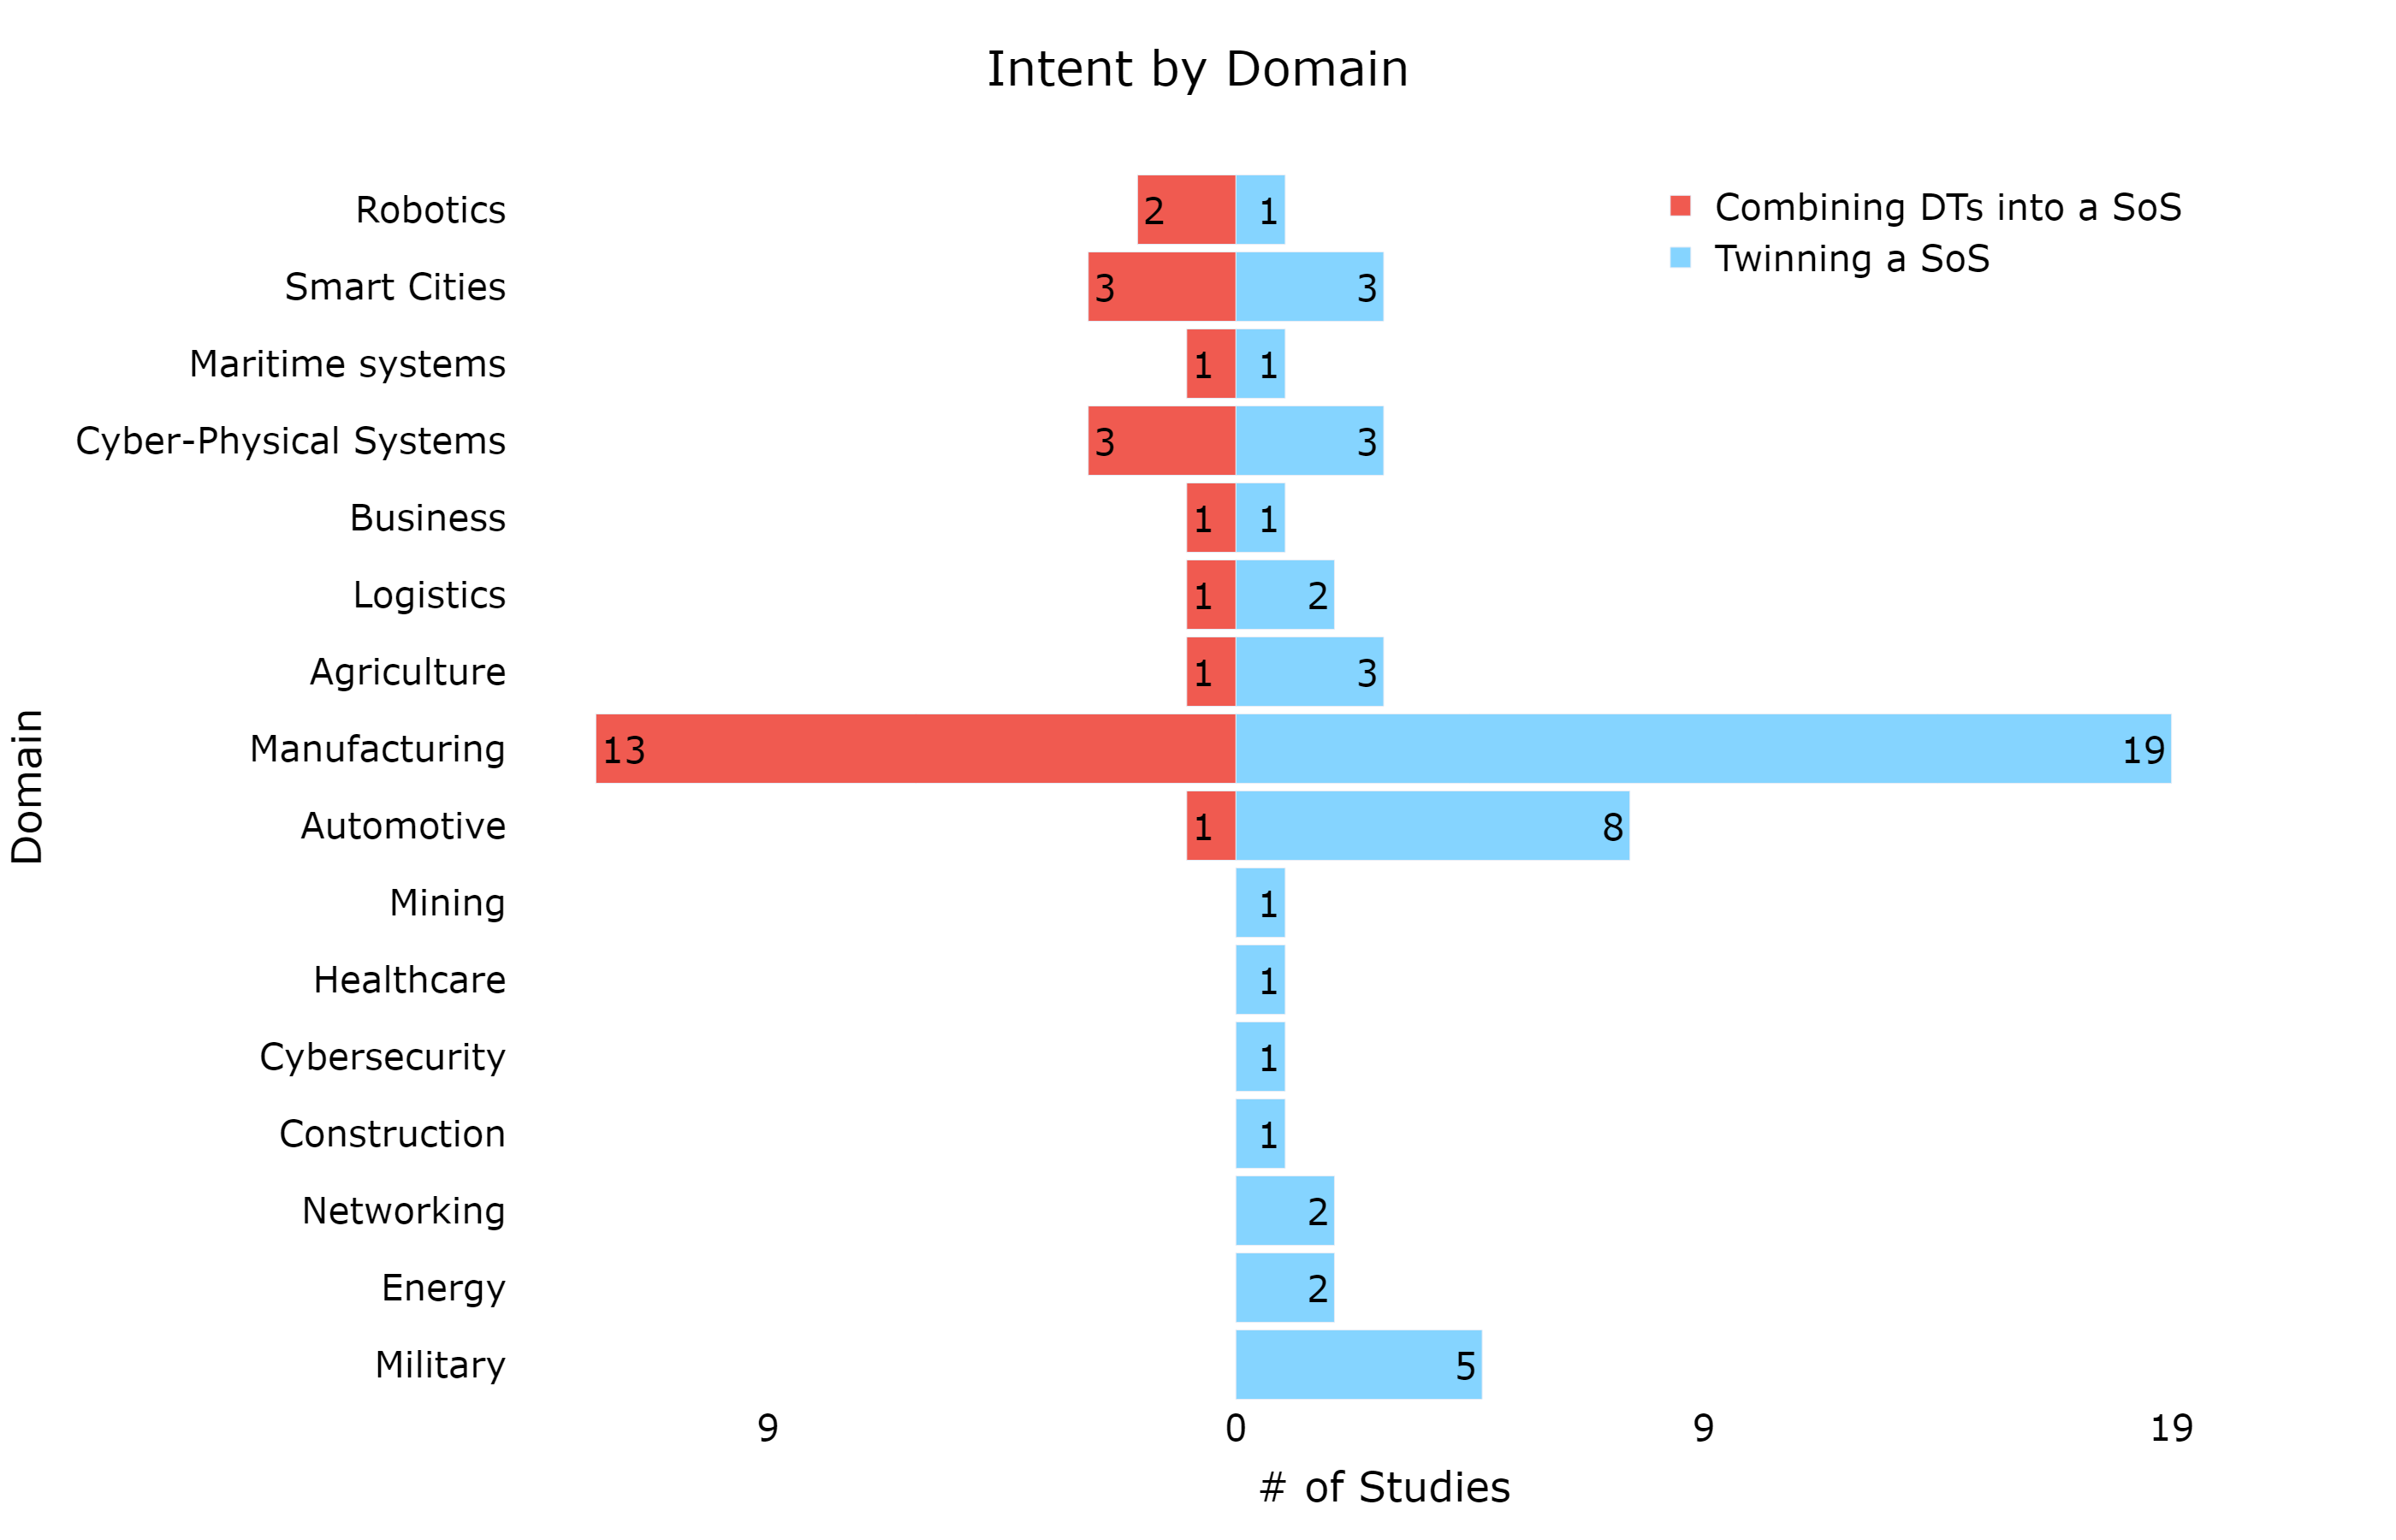 Intent by Domain
Combining DTs into a SoS
Twinning a SoS
Domain
Robotics 2 1
Smart Cities 3 3
Maritime systems 1 1
Cyber-Physical Systems 3 3
Business 1 1
Logistics 1 2
Agriculture 1 3
Manufacturing 13 19
Automotive 1 8
Mining 1
Healthcare 1
Cybersecurity 1
Construction 1
Networking 2
Energy 2
Military 5
9 0 9 19
# of Studies